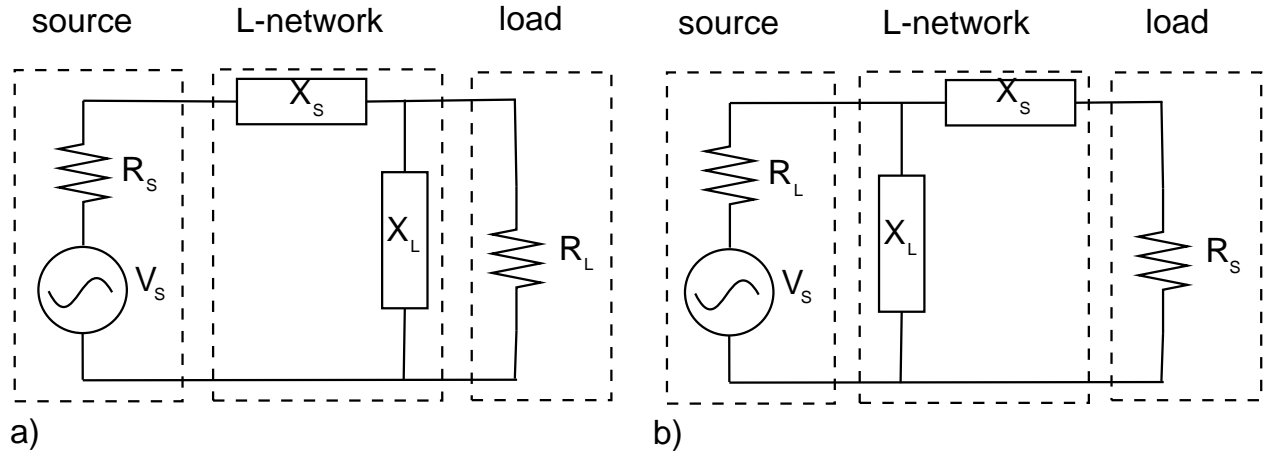 source L-network load
X_S
R_S
X_L
R_L
V_S
a)
source L-network load
X_S
R_L
X_L
R_S
V_S
b)